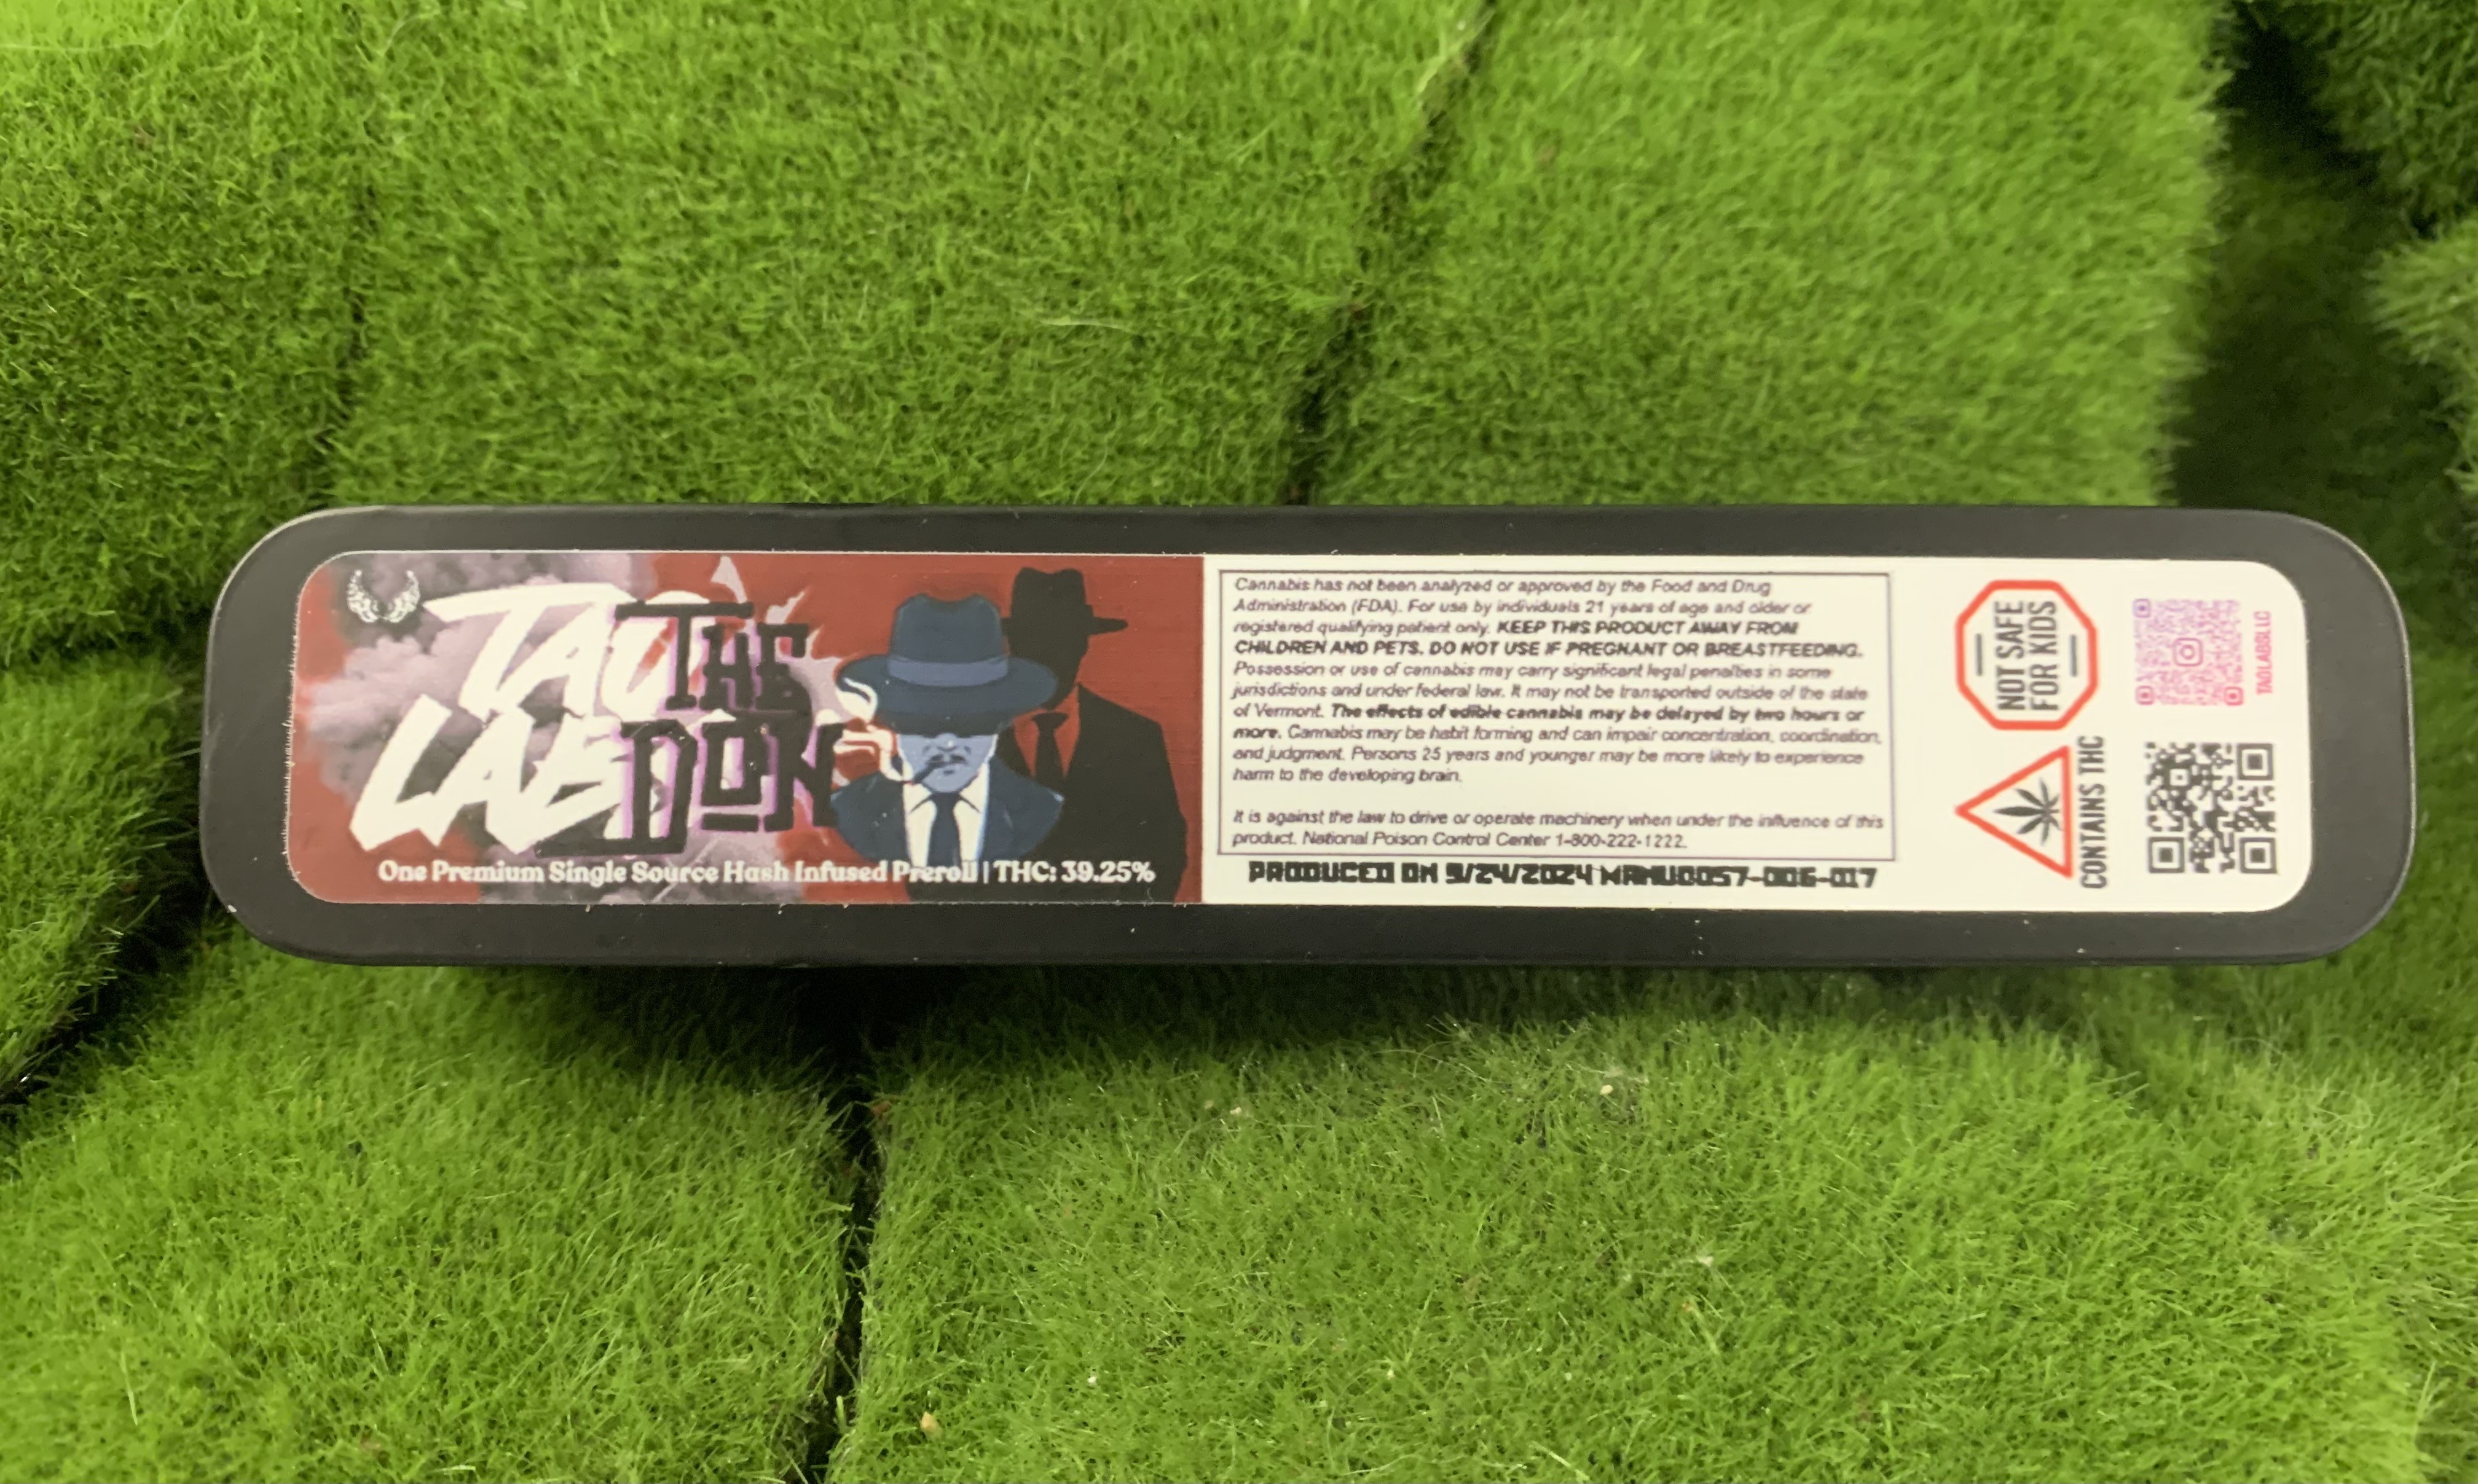 TAO
LABS
THE
DON
One Premium Single Source Hash Infused Preroll | THC: 39.25%
Cannabis has not been analyzed or approved by the Food and Drug
Administration (FDA). For use by individuals 21 years of age and older or
registered qualifying patient only. KEEP THIS PRODUCT AWAY FROM
CHILDREN AND PETS. DO NOT USE IF PREGNANT OR BREASTFEEDING.
Possession or use of cannabis may carry significant legal penalties in some
jurisdictions and under federal law. It may not be transported outside of the state
of Vermont. The effects of edible cannabis may be delayed by two hours or
more. Cannabis may be habit forming and can impair concentration, coordination,
and judgment. Persons 25 years and younger may be more likely to experience
harm to the developing brain.
It is against the law to drive or operate machinery when under the influence of this
product. National Poison Control Center 1-800-222-1222.
PRODUCED ON 9/24/2024 MANU0057-006-017
NOT SAFE
FOR KIDS
CONTAINS THC
TAOLABSLLC